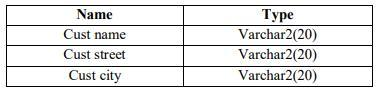 Name Type
Cust name Varchar2(20)
Cust street Varchar2(20)
Cust city Varchar2(20)